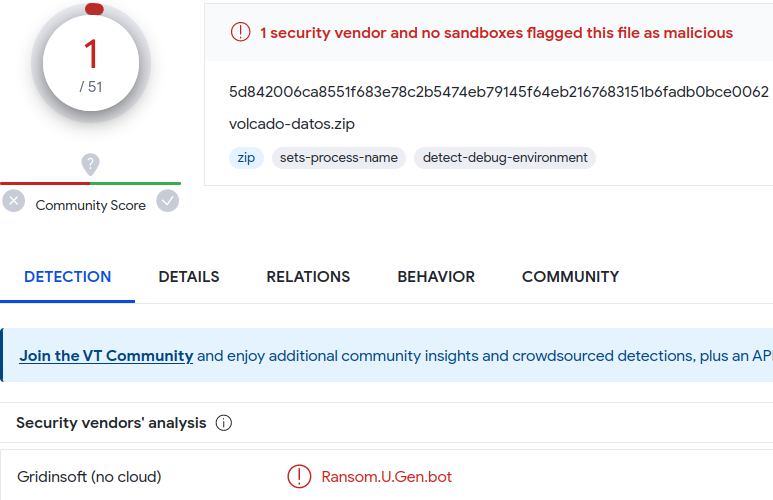 1
/ 51
Community Score
1 security vendor and no sandboxes flagged this file as malicious
5d842006ca8551f683e78c2b5474eb79145f64eb2167683151b6fadb0bce0062
volcado-datos.zip
zip sets-process-name detect-debug-environment
DETECTION DETAILS RELATIONS BEHAVIOR COMMUNITY
Join the VT Community and enjoy additional community insights and crowdsourced detections, plus an API
Security vendors' analysis
Gridinsoft (no cloud) Ransom.U.Gen.bot